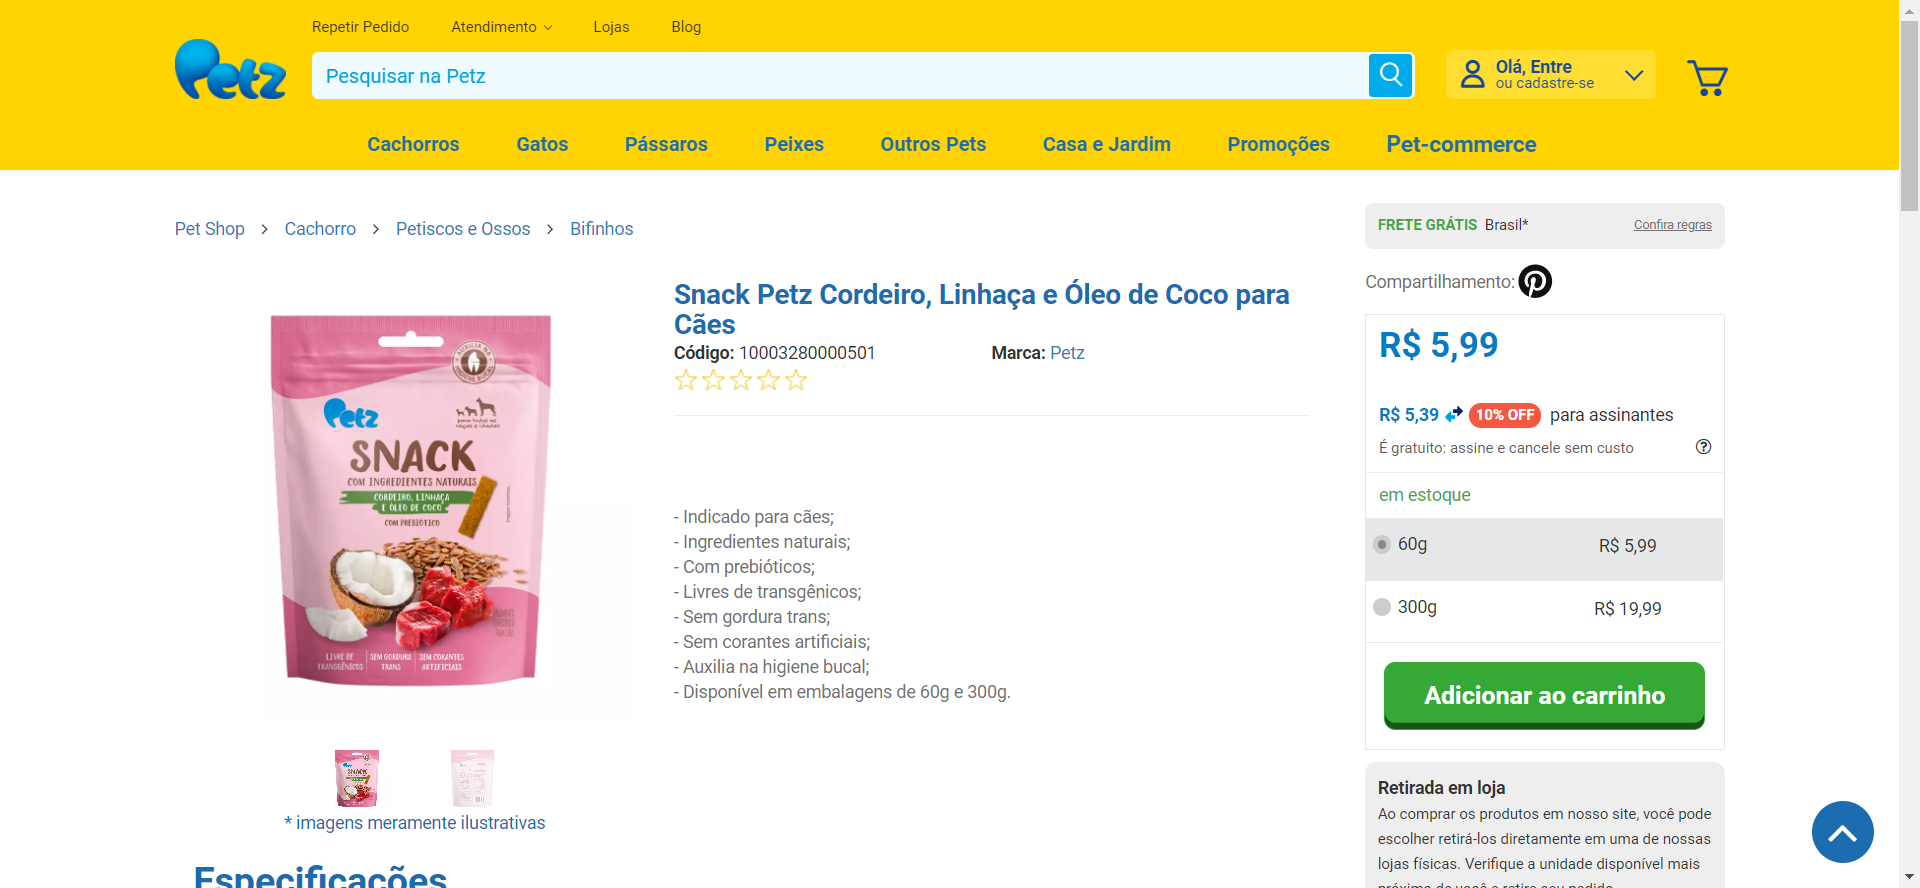 Repetir Pedido
Atendimento
Lojas
Blog
Petz
Pesquisar na Petz
Olá, Entre
ou cadastre-se
Cachorros
Gatos
Pássaros
Peixes
Outros Pets
Casa e Jardim
Promoções
Pet-commerce
Pet Shop
Cachorro
Petiscos e Ossos
Bifinhos
Petz
SNACK
COM INGREDIENTES NATURAIS
CORDEIRO, LINHAÇA
E ÓLEO DE COCO
COM PREBIÓTICO
LIVRE DE
TRANSGÊNICOS
SEM GORDURA
TRANS
SEM CORANTES
ARTIFICIAIS
* imagens meramente ilustrativas
Snack Petz Cordeiro, Linhaça e Óleo de Coco para
Cães
Código: 10003280000501
Marca: Petz
- Indicado para cães;
- Ingredientes naturais;
- Com prebióticos;
- Livres de transgênicos;
- Sem gordura trans;
- Sem corantes artificiais;
- Auxilia na higiene bucal;
- Disponível em embalagens de 60g e 300g.
FRETE GRÁTIS Brasil*
Confira regras
Compartilhamento:
R$ 5,99
R$ 5,39 10% OFF para assinantes
É gratuito: assine e cancele sem custo
em estoque
60g R$ 5,99
300g R$ 19,99
Adicionar ao carrinho
Retirada em loja
Ao comprar os produtos em nosso site, você pode
escolher retirá-los diretamente em uma de nossas
lojas físicas. Verifique a unidade disponível mais
próxima de você e retire seu pedido
Especificações